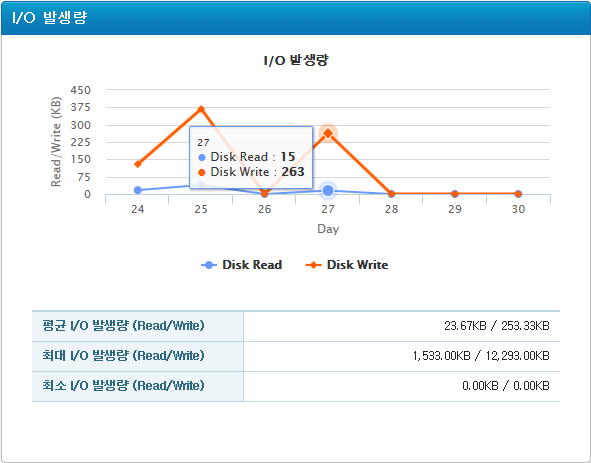 I/O 발생량
I/O 발생량
Read/Write (KB)
450
375
300
225
150
75
0
27
Disk Read : 15
Disk Write : 263
24 25 26 27 28 29 30
Day
Disk Read Disk Write
평균 I/O 발생량 (Read/Write) 23.67KB / 253.33KB
최대 I/O 발생량 (Read/Write) 1,533.00KB / 12,293.00KB
최소 I/O 발생량 (Read/Write) 0.00KB / 0.00KB